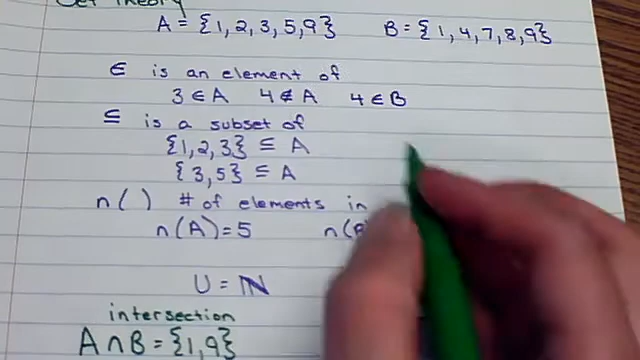 Set Theory
A = {1, 2, 3, 5, 9} B = {1, 4, 7, 8, 9}
∈ is an element of
3 ∈ A 4 ∉ A 4 ∈ B
⊆ is a subset of
{1, 2, 3} ⊆ A
{3, 5} ⊆ A
n( ) # of elements in
n(A) = 5 n(
U = ℕ
intersection
A ∩ B = {1, 9}